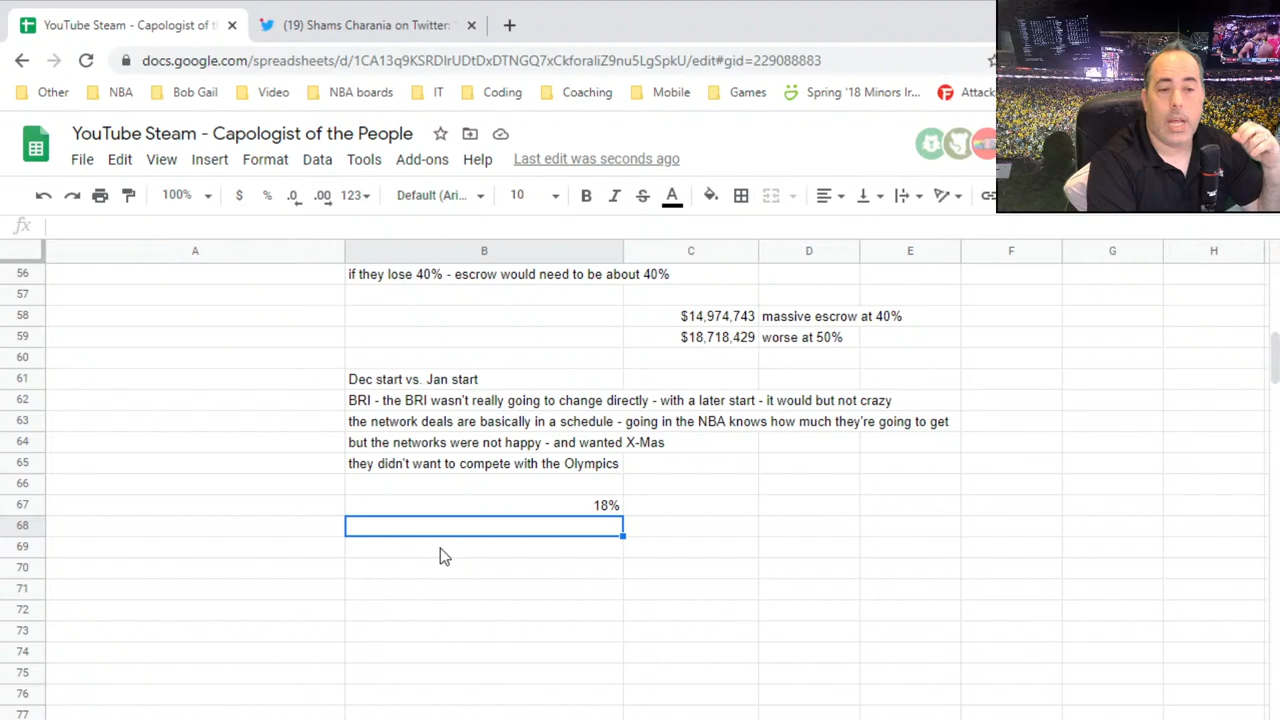 YouTube Steam - Capologist of t
(19) Shams Charania on Twitter:
docs.google.com/spreadsheets/d/1CA13q9KSRDIrUDtDxDTNGQ7xCkforaIiZ9nu5LgSpkU/edit#gid=229088883
Other NBA Bob Gail Video NBA boards IT Coding Coaching Mobile Games Spring '18 Minors Ir... Attack
YouTube Steam - Capologist of the People
File Edit View Insert Format Data Tools Add-ons Help Last edit was seconds ago
100% $ % .0 .00 123 Default (Ari... 10 B I S A
fx
A B C D E F G H
56 if they lose 40% - escrow would need to be about 40%
57
58 $14,974,743 massive escrow at 40%
59 $18,718,429 worse at 50%
60
61 Dec start vs. Jan start
62 BRI - the BRI wasn't really going to change directly - with a later start - it would but not crazy
63 the network deals are basically in a schedule - going in the NBA knows how much they're going to get
64 but the networks were not happy - and wanted X-Mas
65 they didn't want to compete with the Olympics
66
67 18%
68
69
70
71
72
73
74
75
76
77